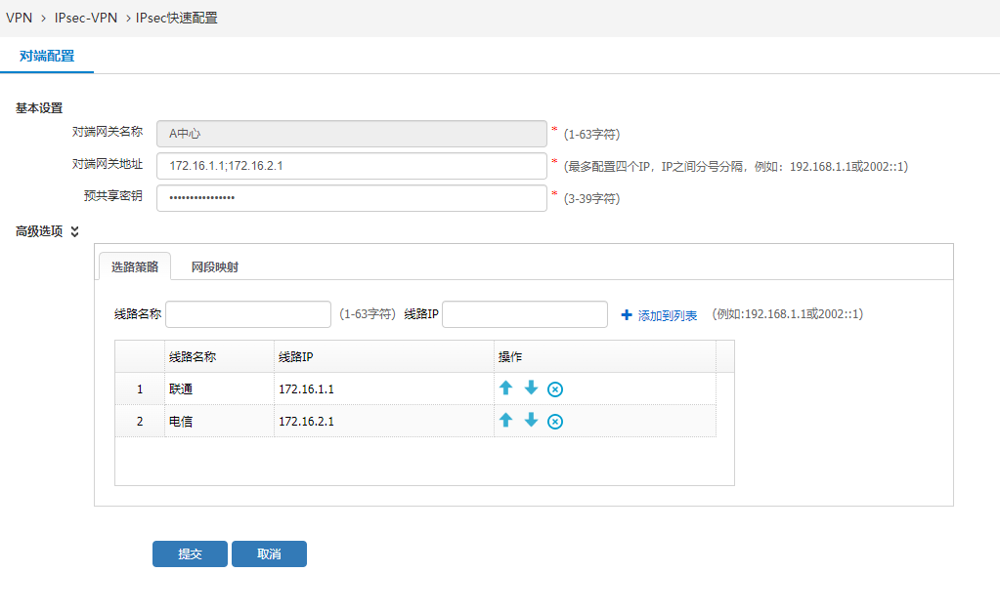 VPN > IPsec-VPN > IPsec快速配置
对端配置
基本设置
对端网关名称 A中心 * (1-63字符)
对端网关地址 172.16.1.1;172.16.2.1 * (最多配置四个IP，IP之间分号分隔，例如：192.168.1.1或2002::1)
预共享密钥 •••••••••••••••• * (3-39字符)
高级选项
选路策略 网段映射
线路名称 (1-63字符) 线路IP 添加到列表 (例如:192.168.1.1或2002::1)
线路名称 线路IP 操作
1 联通 172.16.1.1
2 电信 172.16.2.1
提交 取消